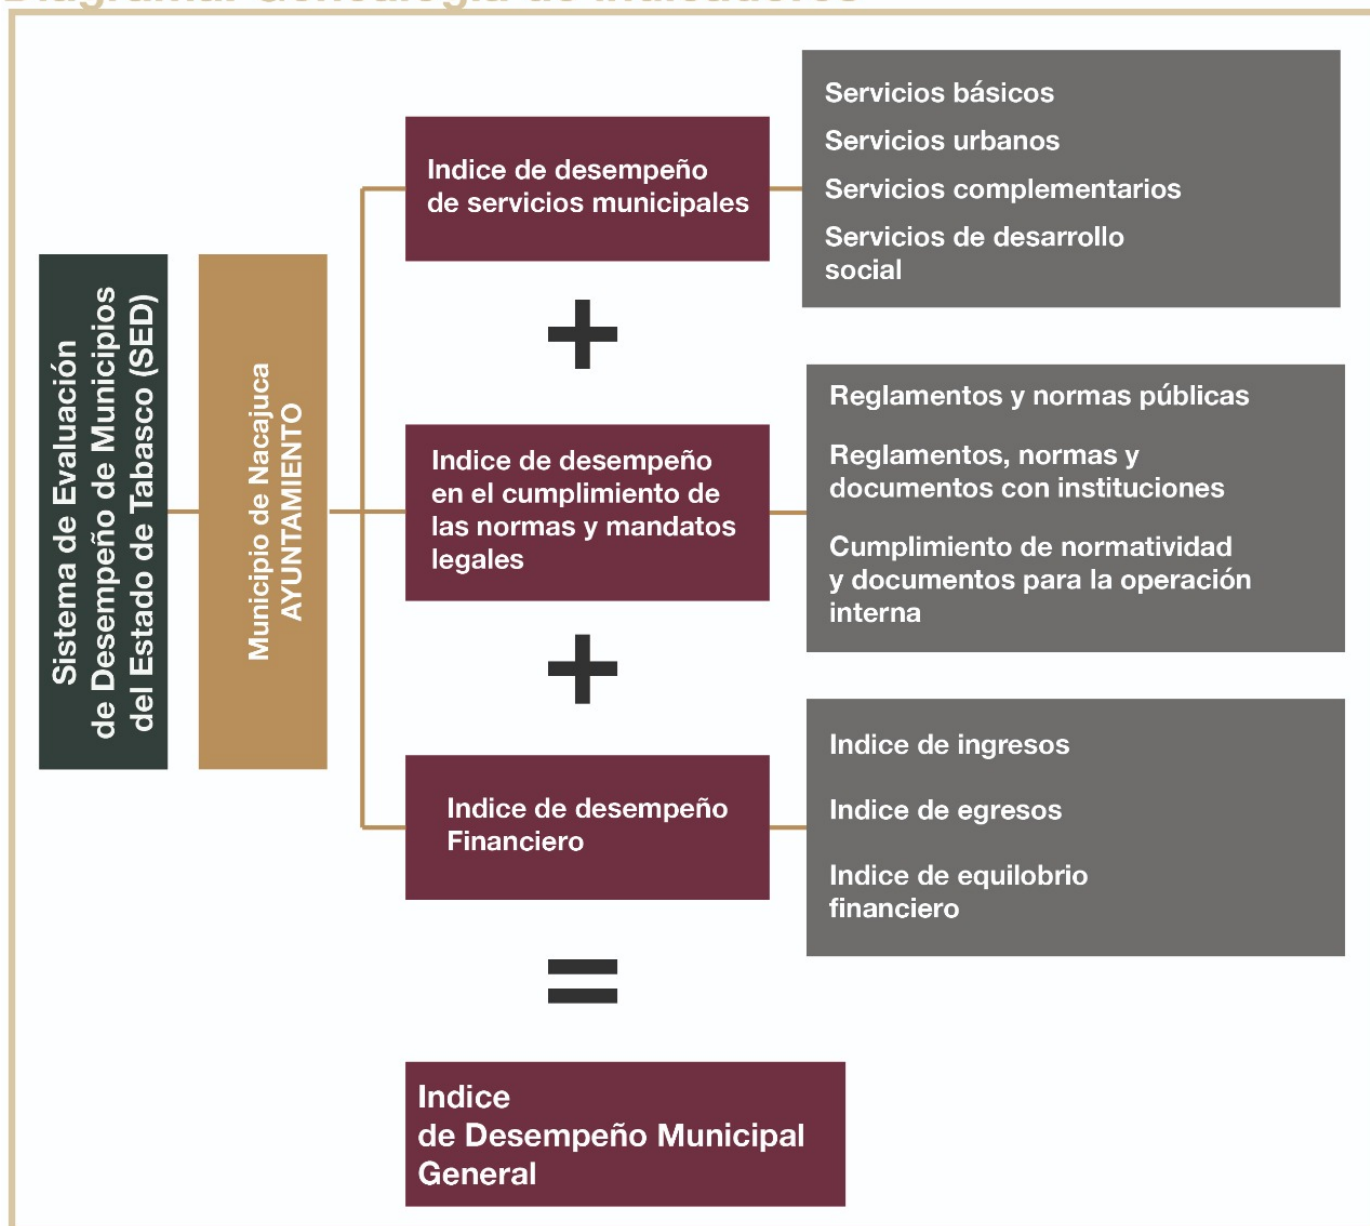 Sistema de Evaluación
de Desempeño de Municipios
del Estado de Tabasco (SED)
Municipio de Nacajuca
AYUNTAMIENTO
Indice de desempeño
de servicios municipales
Servicios básicos
Servicios urbanos
Servicios complementarios
Servicios de desarrollo
social
+
Indice de desempeño
en el cumplimiento de
las normas y mandatos
legales
Reglamentos y normas públicas
Reglamentos, normas y
documentos con instituciones
Cumplimiento de normatividad
y documentos para la operación
interna
+
Indice de desempeño
Financiero
Indice de ingresos
Indice de egresos
Indice de equilobrio
financiero
=
Indice
de Desempeño Municipal
General